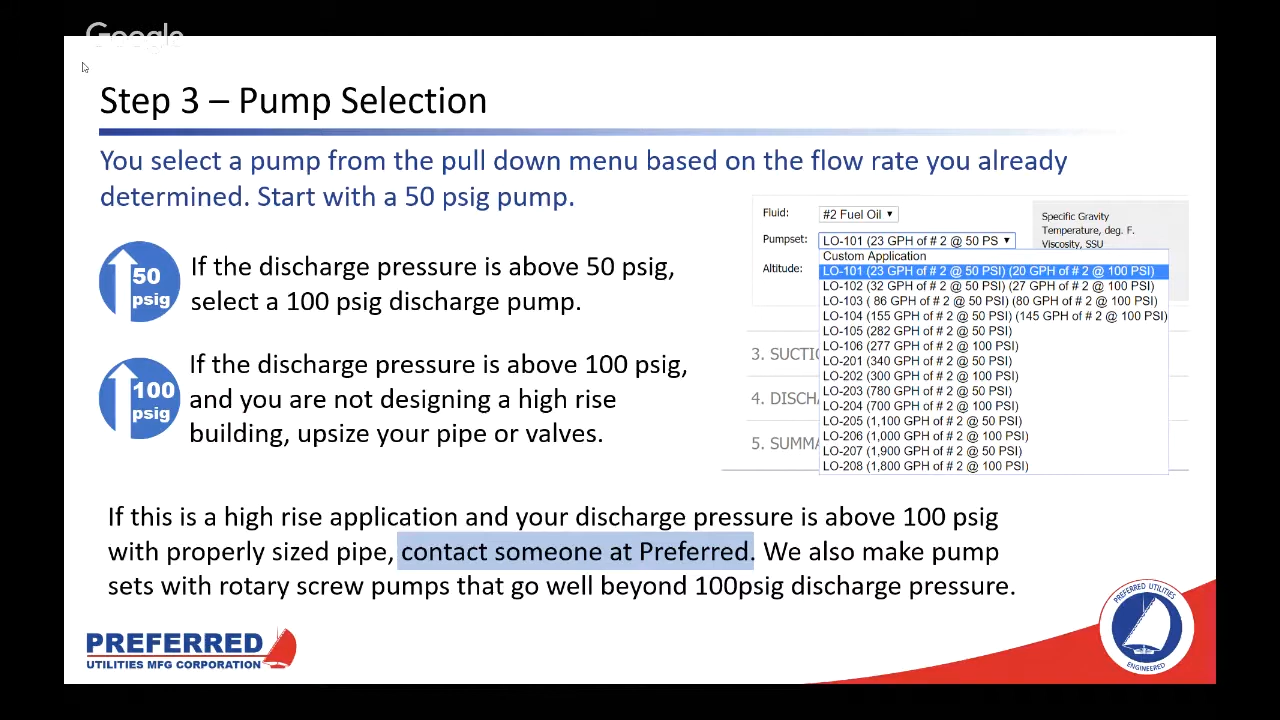 Google
Step 3 – Pump Selection
You select a pump from the pull down menu based on the flow rate you already
determined. Start with a 50 psig pump.
50
psig
If the discharge pressure is above 50 psig,
select a 100 psig discharge pump.
100
psig
If the discharge pressure is above 100 psig,
and you are not designing a high rise
building, upsize your pipe or valves.
Fluid:
#2 Fuel Oil
Specific Gravity
Temperature, deg. F.
Viscosity, SSU
Pumpset:
LO-101 (23 GPH of # 2 @ 50 PS
Altitude:
Custom Application
LO-101 (23 GPH of # 2 @ 50 PSI) (20 GPH of # 2 @ 100 PSI)
LO-102 (32 GPH of # 2 @ 50 PSI) (27 GPH of # 2 @ 100 PSI)
LO-103 ( 86 GPH of # 2 @ 50 PSI) (80 GPH of # 2 @ 100 PSI)
LO-104 (155 GPH of # 2 @ 50 PSI) (145 GPH of # 2 @ 100 PSI)
LO-105 (282 GPH of # 2 @ 50 PSI)
LO-106 (277 GPH of # 2 @ 100 PSI)
LO-201 (340 GPH of # 2 @ 50 PSI)
LO-202 (300 GPH of # 2 @ 100 PSI)
LO-203 (780 GPH of # 2 @ 50 PSI)
LO-204 (700 GPH of # 2 @ 100 PSI)
LO-205 (1,100 GPH of # 2 @ 50 PSI)
LO-206 (1,000 GPH of # 2 @ 100 PSI)
LO-207 (1,900 GPH of # 2 @ 50 PSI)
LO-208 (1,800 GPH of # 2 @ 100 PSI)
3. SUCTI
4. DISCH
5. SUMM
If this is a high rise application and your discharge pressure is above 100 psig
with properly sized pipe, contact someone at Preferred. We also make pump
sets with rotary screw pumps that go well beyond 100psig discharge pressure.
PREFERRED
UTILITIES MFG CORPORATION
PREFERRED UTILITIES
ENGINEERED